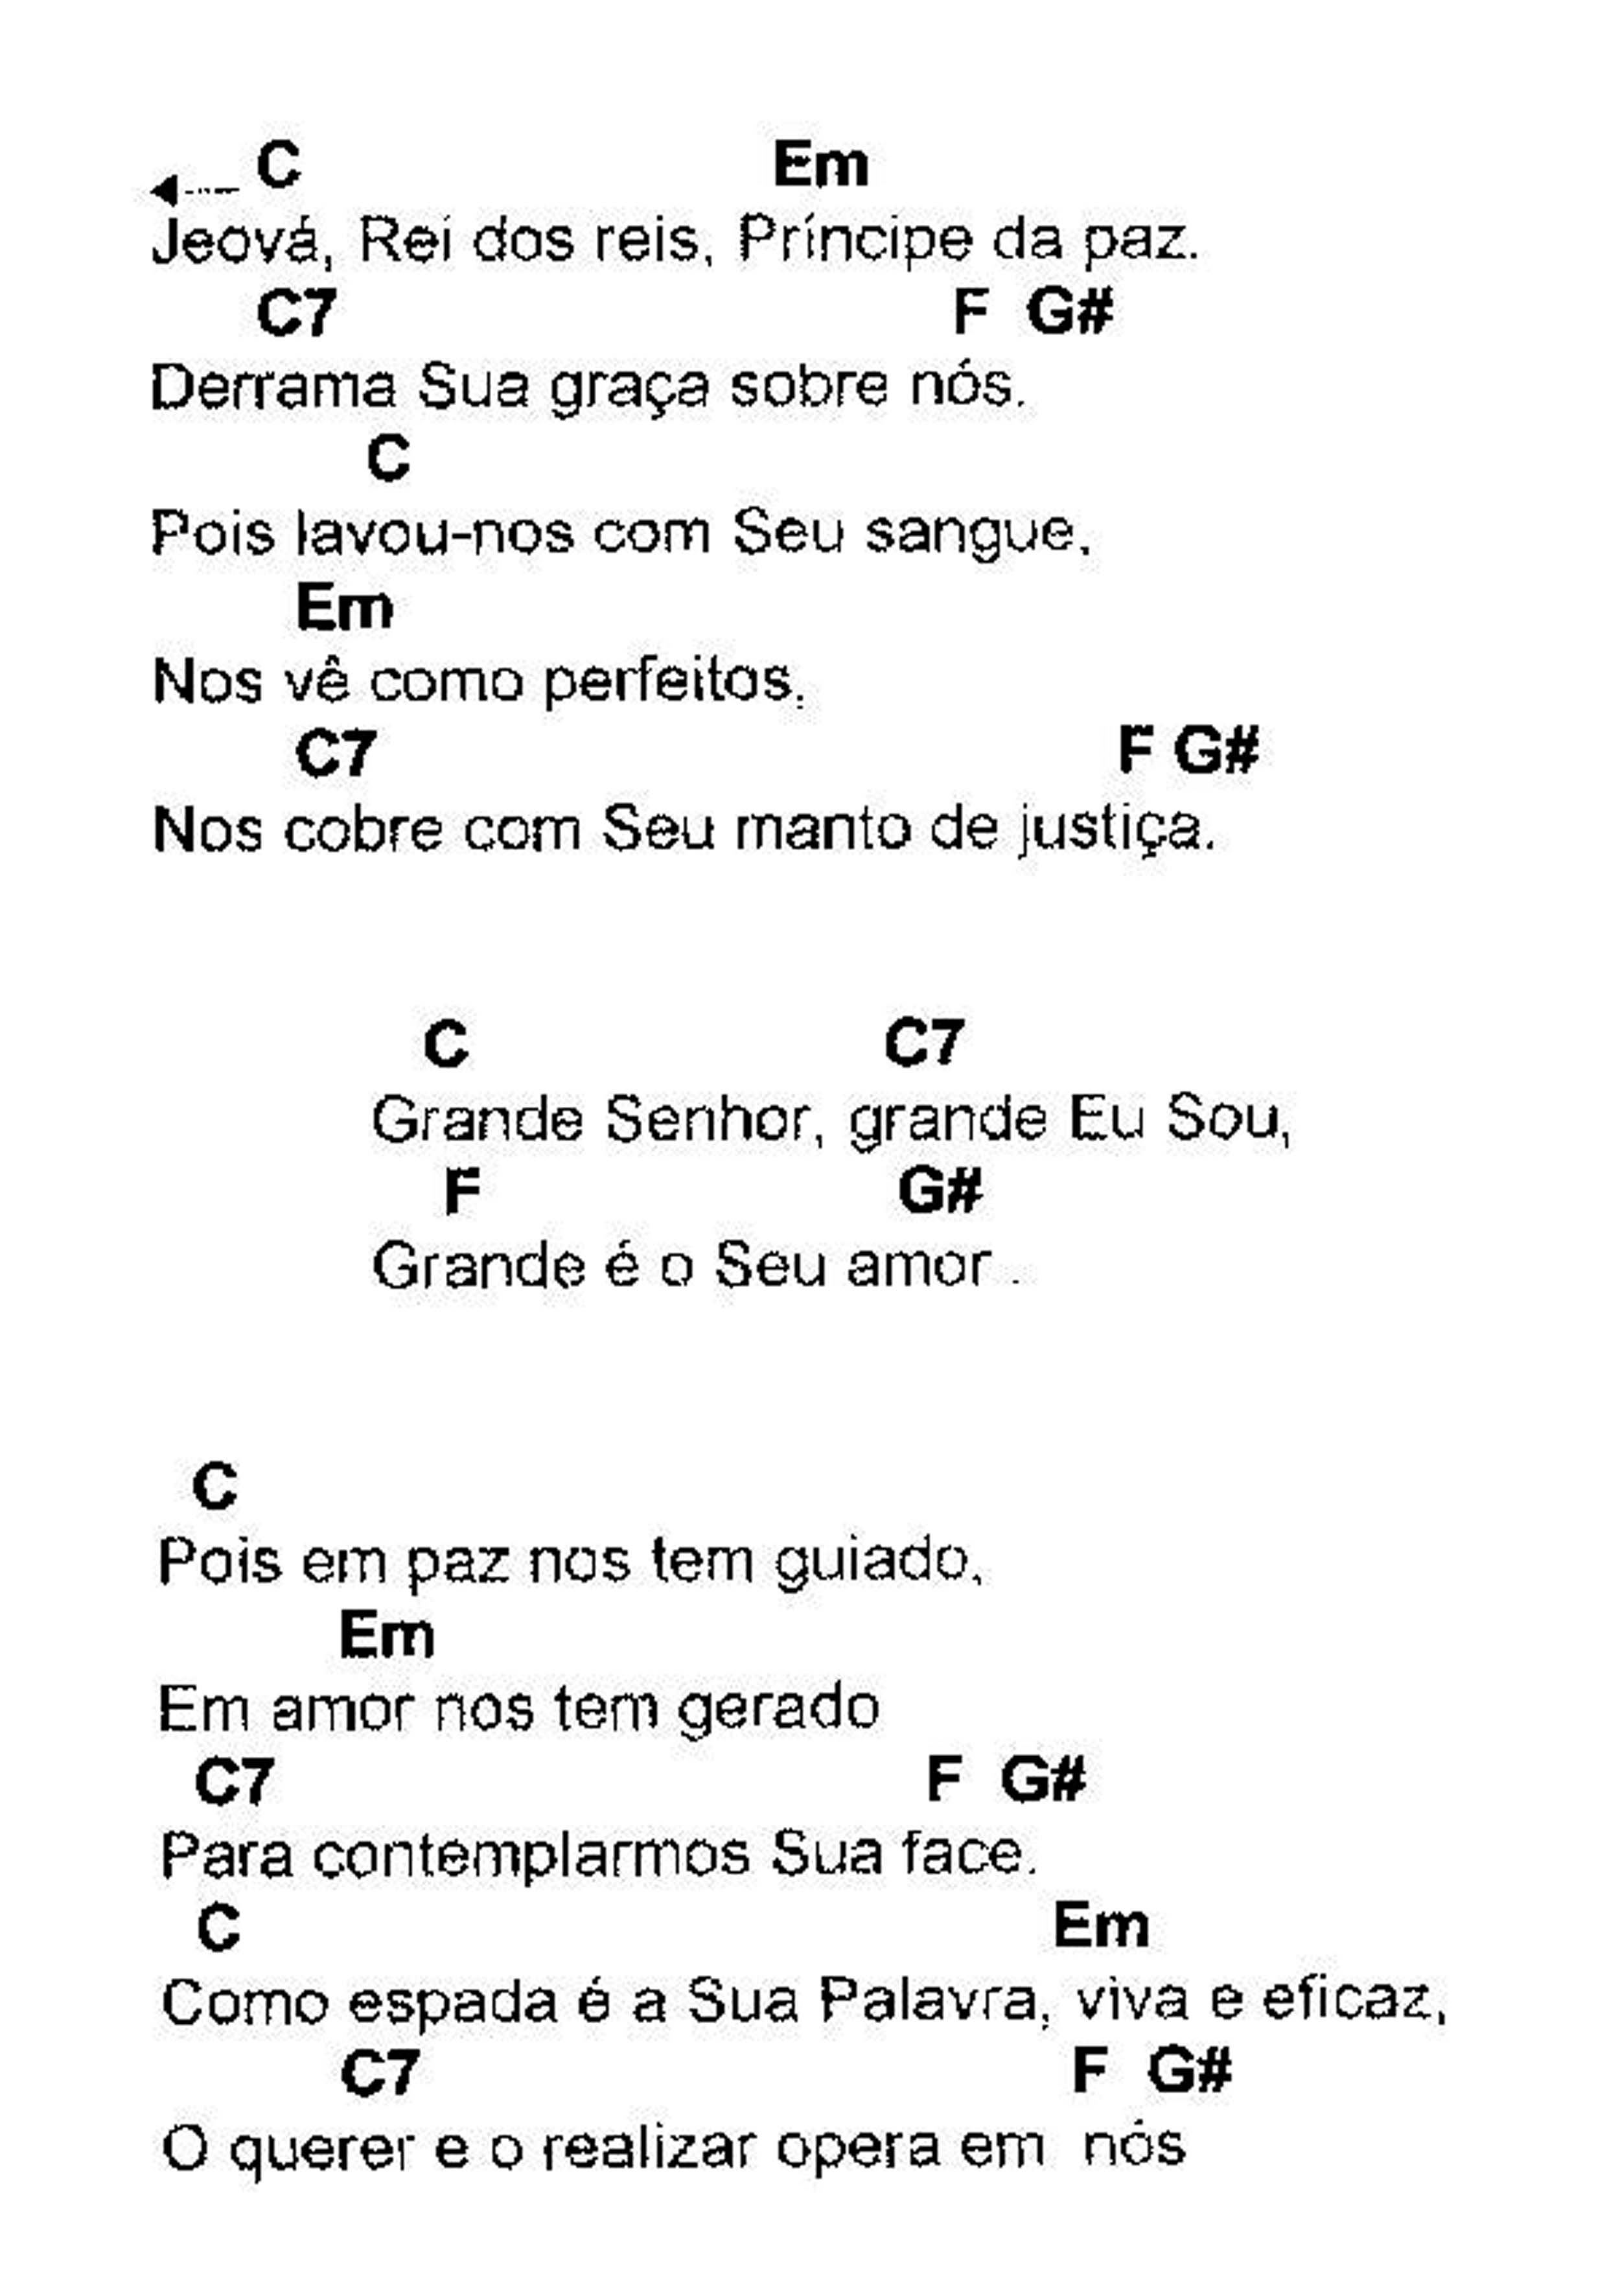 C Em
Jeová, Rei dos reis, Príncipe da paz.
C7 F G#
Derrama Sua graça sobre nós.
C
Pois lavou-nos com Seu sangue,
Em
Nos vê como perfeitos,
C7 F G#
Nos cobre com Seu manto de justiça.
C C7
Grande Senhor, grande Eu Sou,
F G#
Grande é o Seu amor .
C
Pois em paz nos tem guiado,
Em
Em amor nos tem gerado
C7 F G#
Para contemplarmos Sua face.
C Em
Como espada é a Sua Palavra, viva e eficaz,
C7 F G#
O querer e o realizar opera em nós